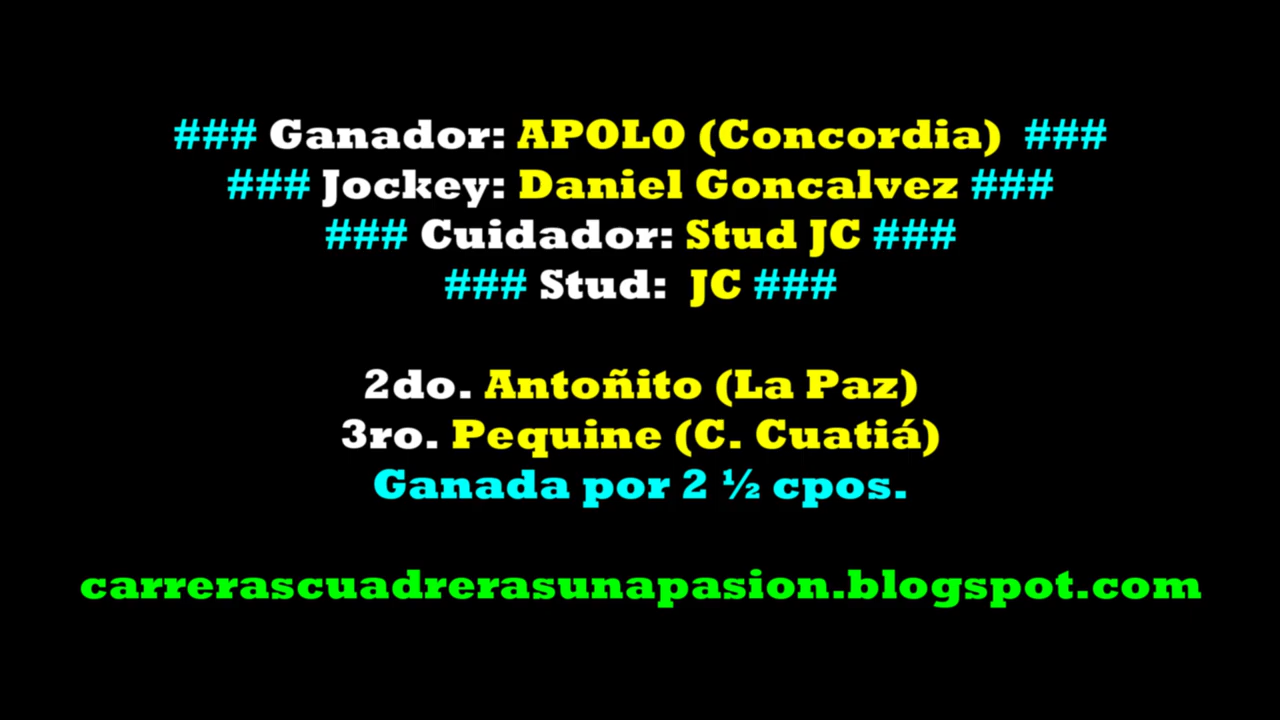 ### Ganador: APOLO (Concordia) ###
### Jockey: Daniel Goncalvez ###
### Cuidador: Stud JC ###
### Stud: JC ###
2do. Antoñito (La Paz)
3ro. Pequine (C. Cuatiá)
Ganada por 2 ½ cpos.
carrerascuadrerasunapasion.blogspot.com